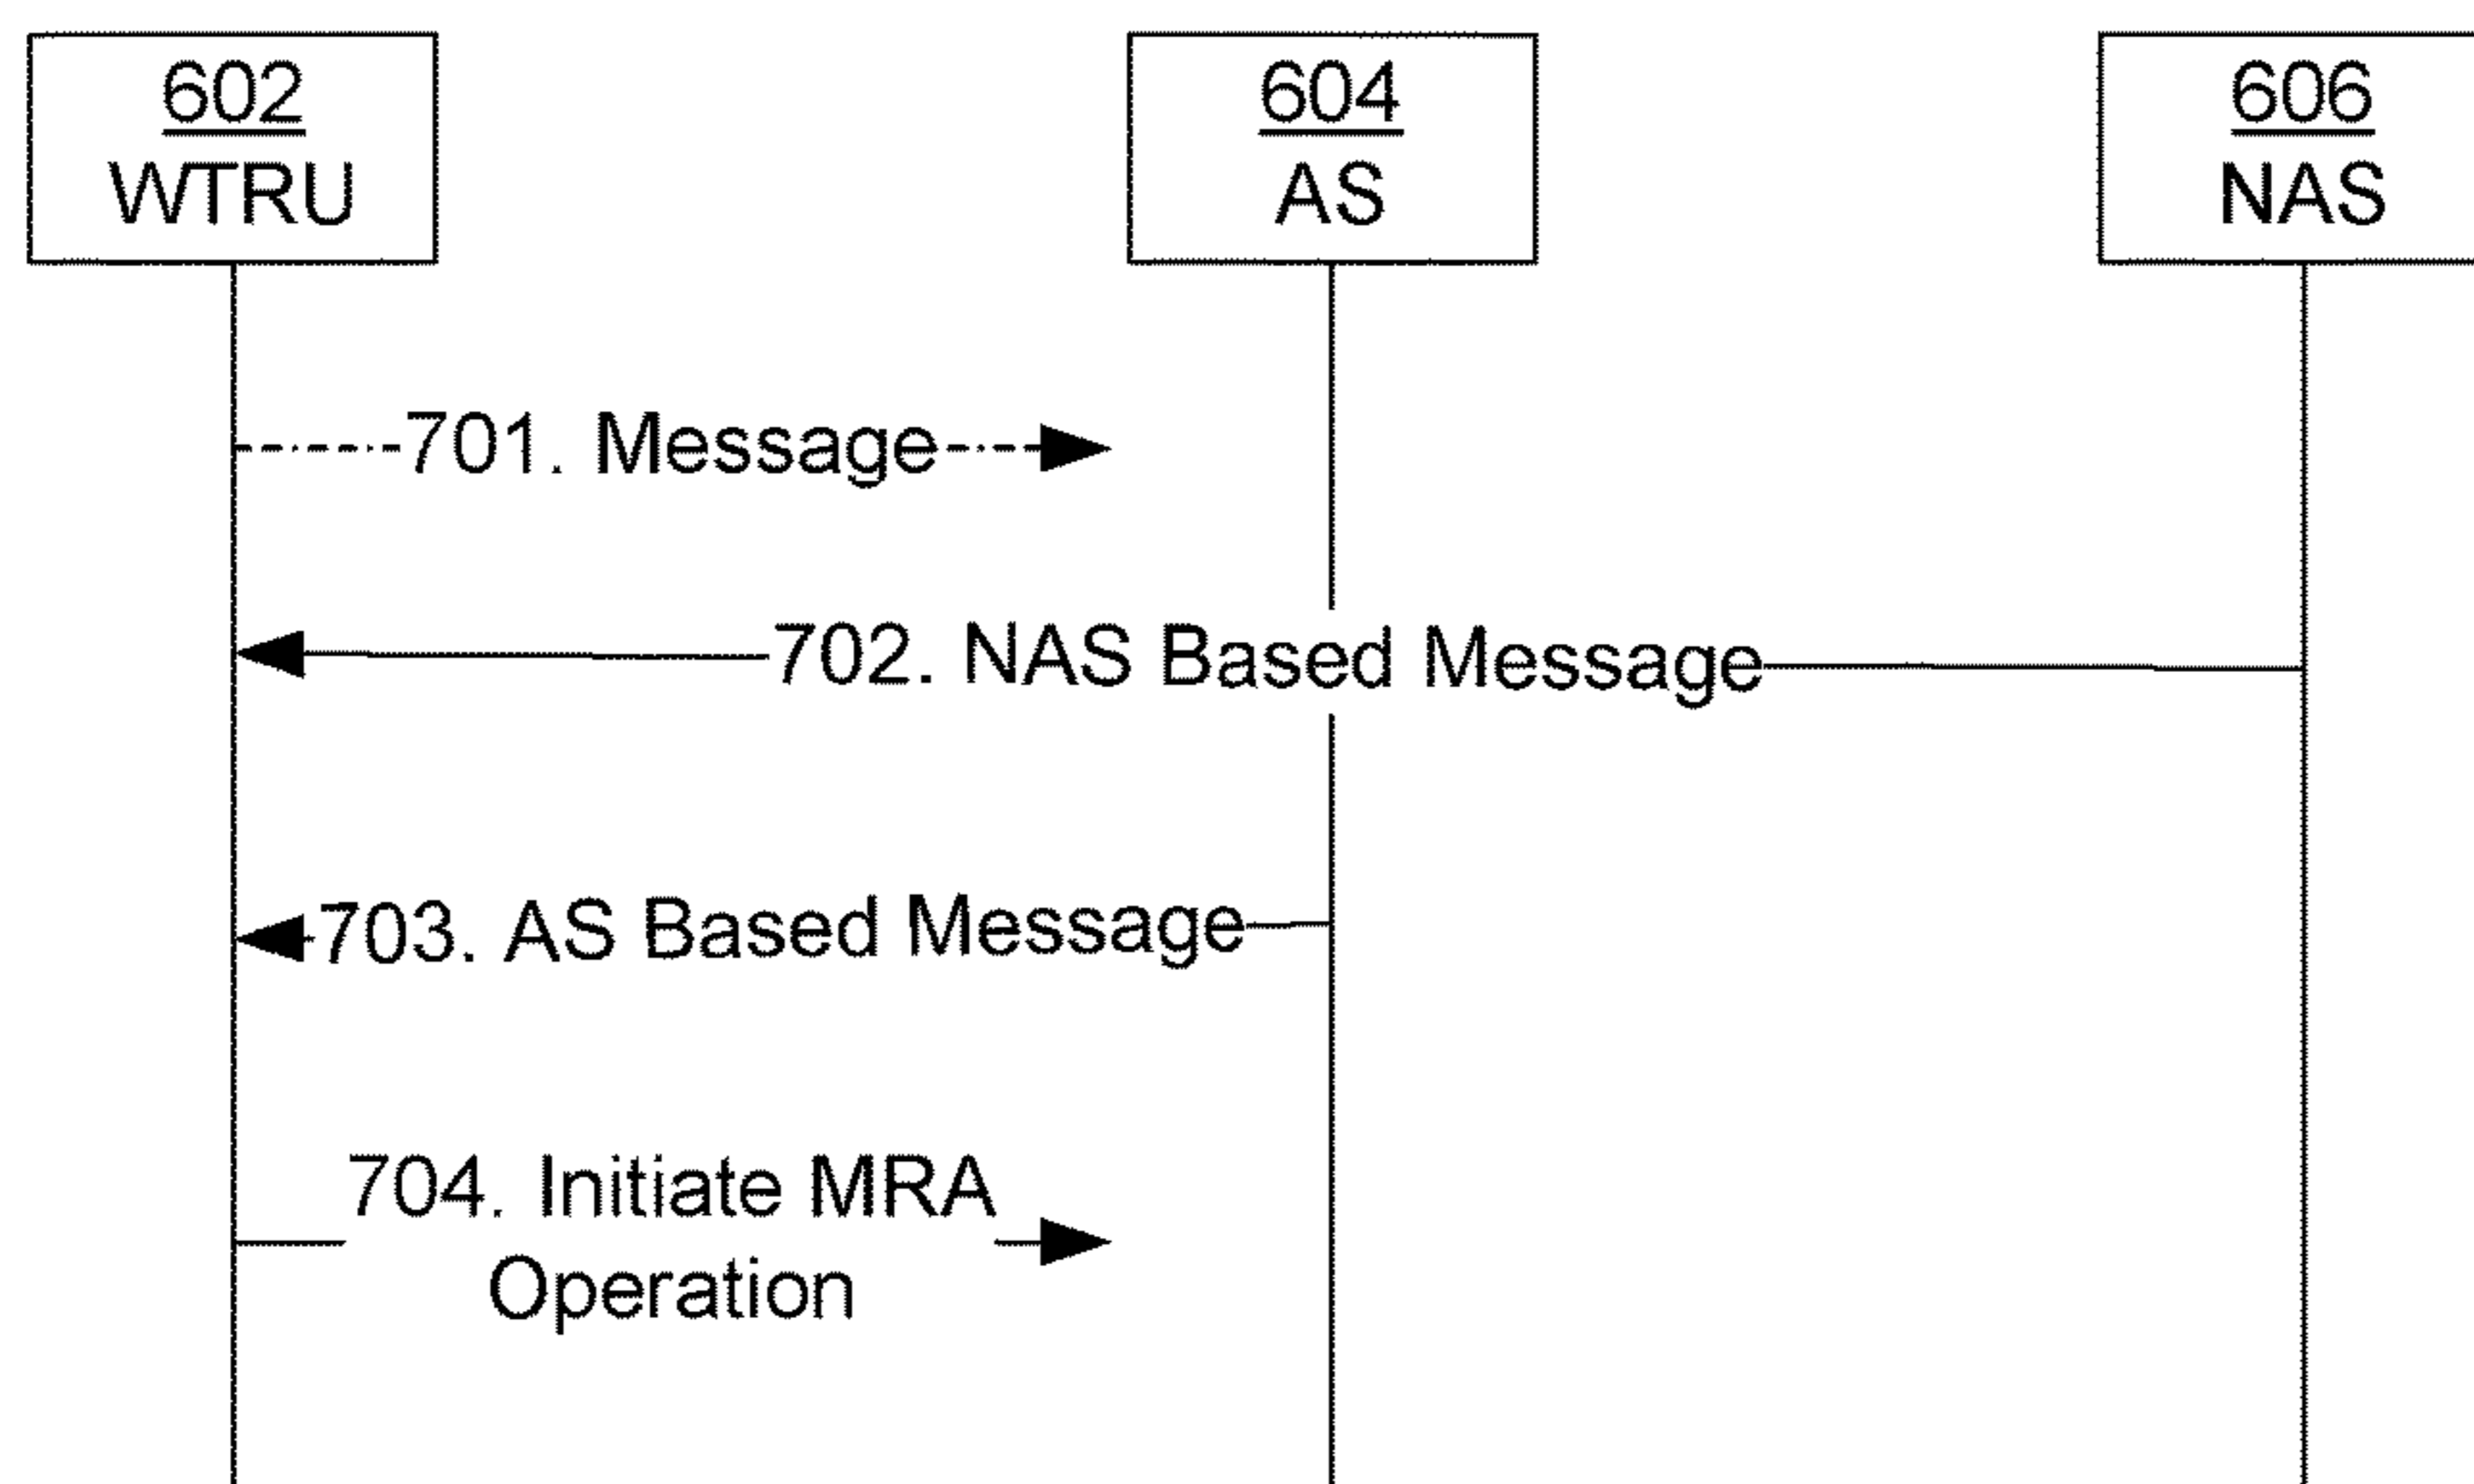 602
WTRU
604
AS
606
NAS
701. Message
702. NAS Based Message
703. AS Based Message
704. Initiate MRA
Operation